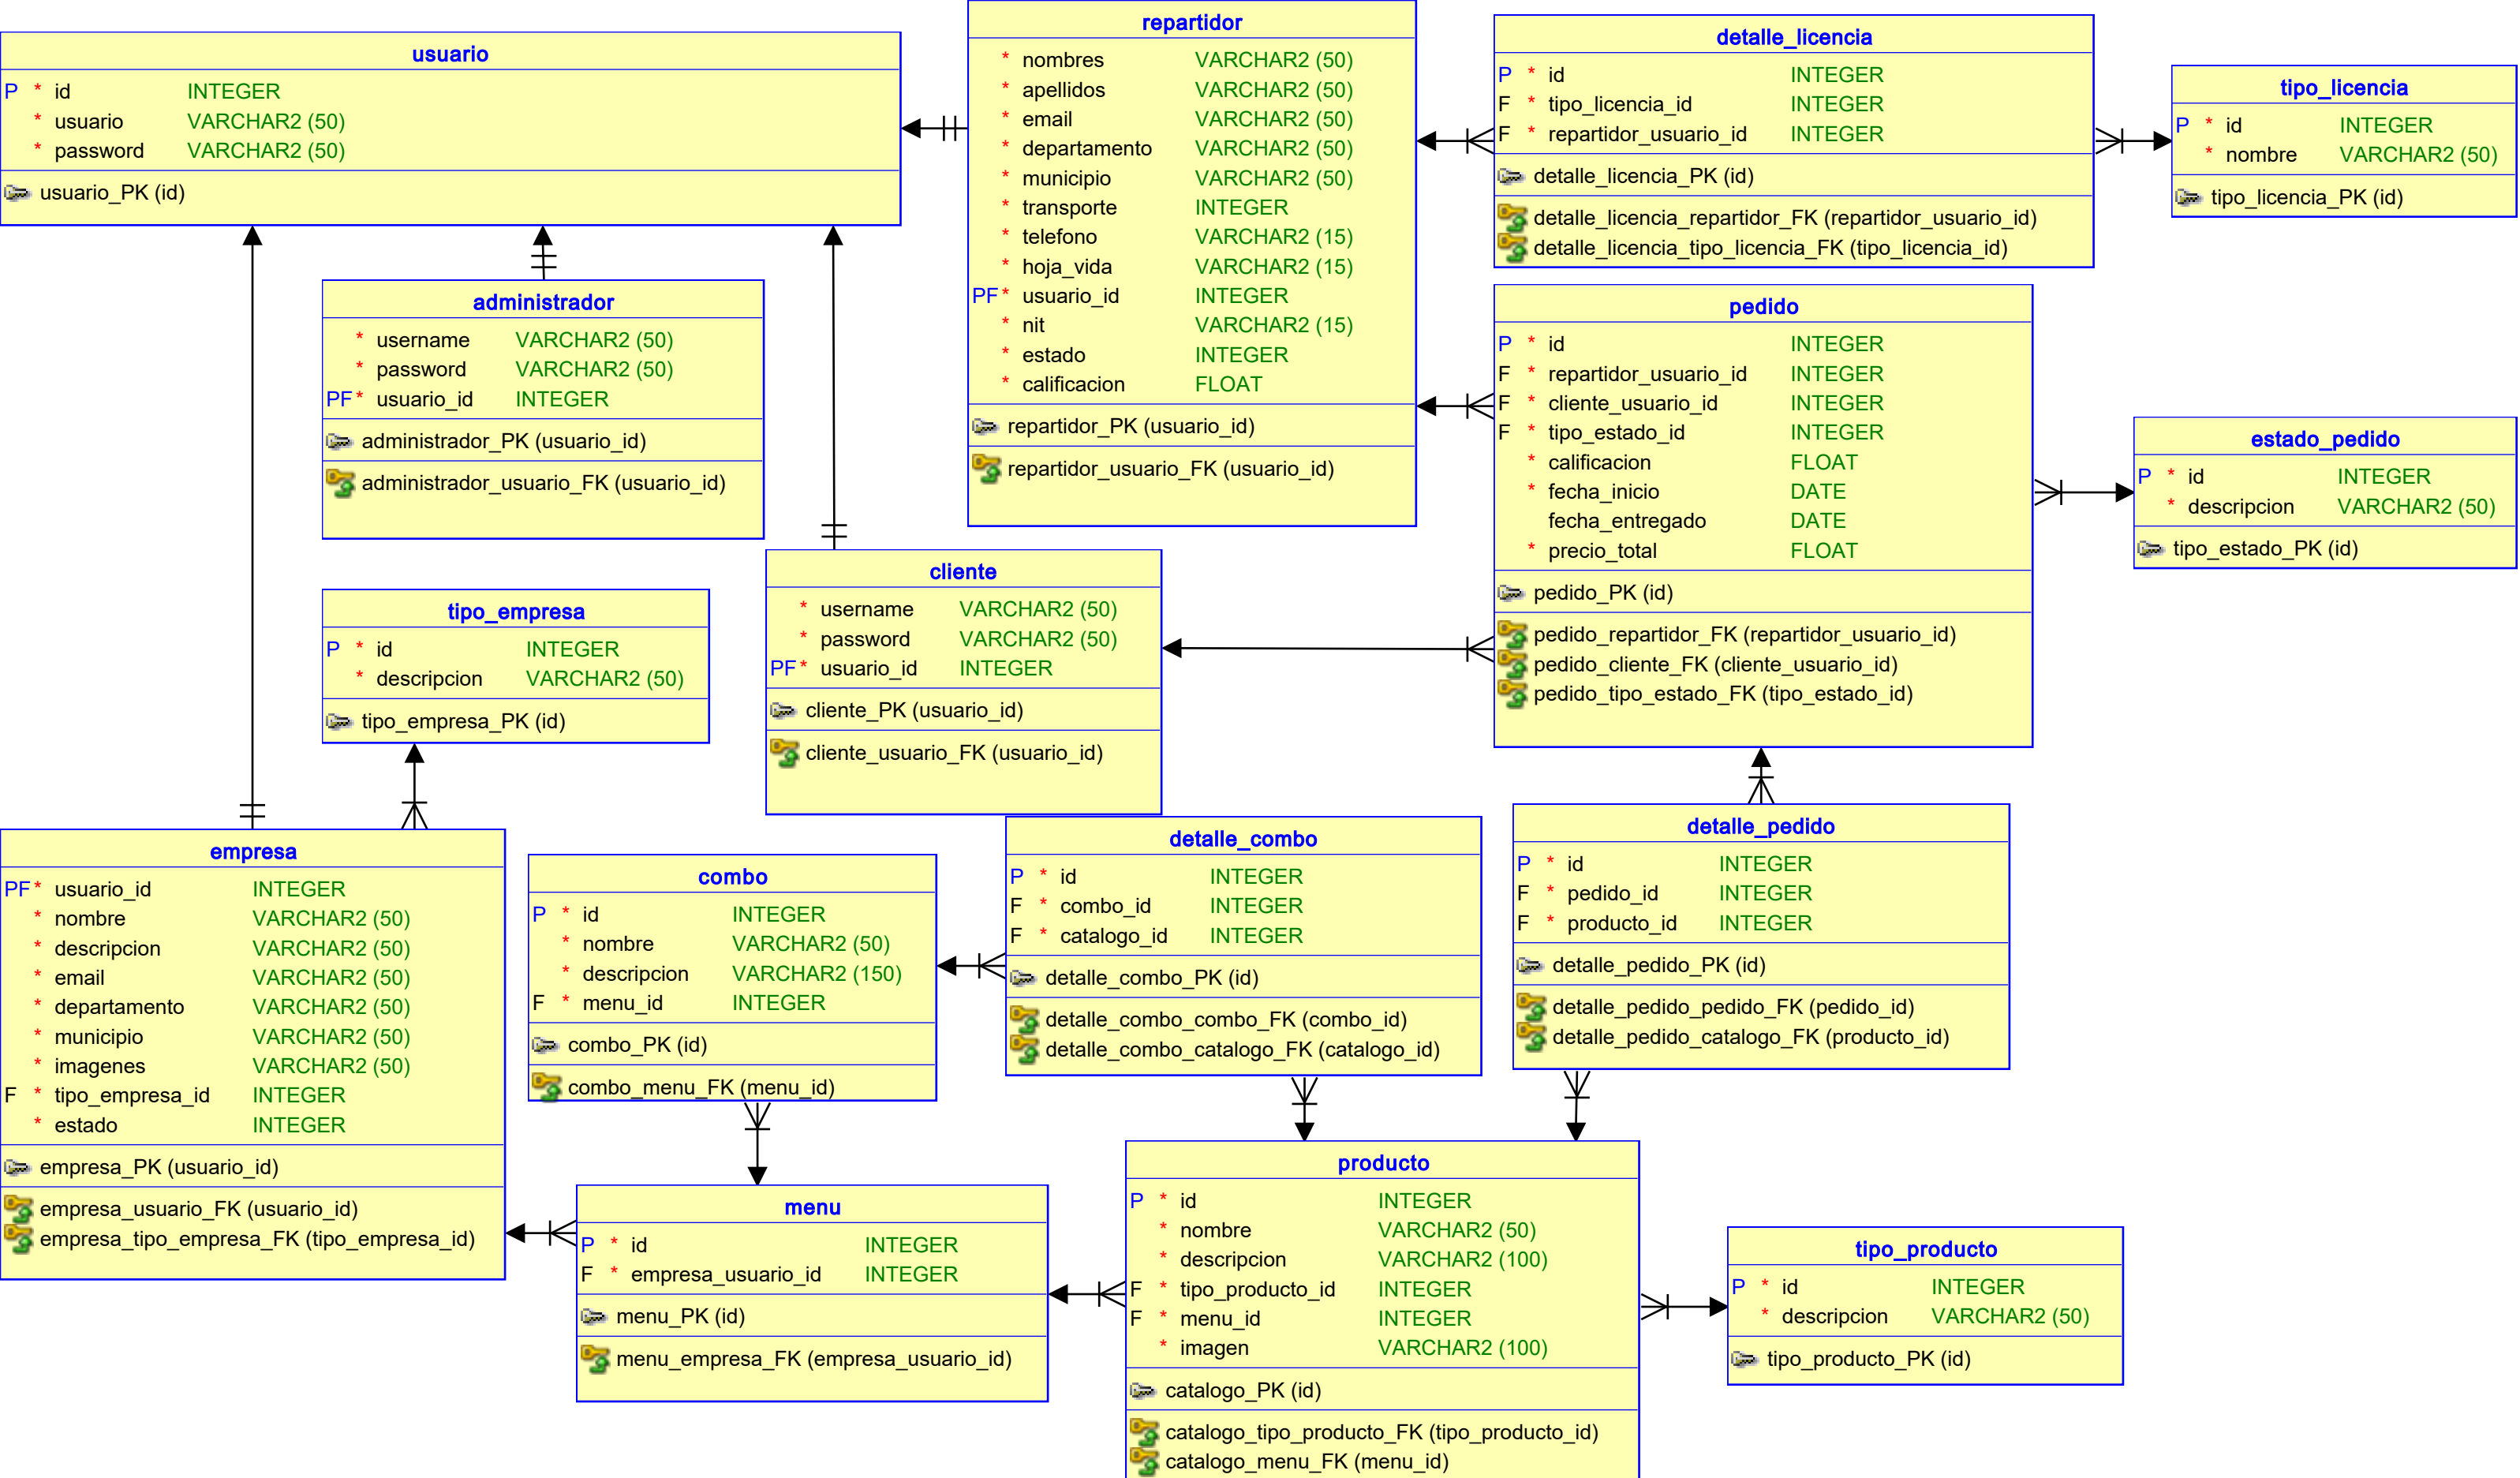 usuario
P * id INTEGER
* usuario VARCHAR2 (50)
* password VARCHAR2 (50)
usuario_PK (id)
repartidor
* nombres VARCHAR2 (50)
* apellidos VARCHAR2 (50)
* email VARCHAR2 (50)
* departamento VARCHAR2 (50)
* municipio VARCHAR2 (50)
* transporte INTEGER
* telefono VARCHAR2 (15)
* hoja_vida VARCHAR2 (15)
PF * usuario_id INTEGER
* nit VARCHAR2 (15)
* estado INTEGER
* calificacion FLOAT
repartidor_PK (usuario_id)
repartidor_usuario_FK (usuario_id)
detalle_licencia
P * id INTEGER
F * tipo_licencia_id INTEGER
F * repartidor_usuario_id INTEGER
detalle_licencia_PK (id)
detalle_licencia_repartidor_FK (repartidor_usuario_id)
detalle_licencia_tipo_licencia_FK (tipo_licencia_id)
tipo_licencia
P * id INTEGER
* nombre VARCHAR2 (50)
tipo_licencia_PK (id)
administrador
* username VARCHAR2 (50)
* password VARCHAR2 (50)
PF * usuario_id INTEGER
administrador_PK (usuario_id)
administrador_usuario_FK (usuario_id)
pedido
P * id INTEGER
F * repartidor_usuario_id INTEGER
F * cliente_usuario_id INTEGER
F * tipo_estado_id INTEGER
* calificacion FLOAT
* fecha_inicio DATE
fecha_entregado DATE
* precio_total FLOAT
pedido_PK (id)
pedido_repartidor_FK (repartidor_usuario_id)
pedido_cliente_FK (cliente_usuario_id)
pedido_tipo_estado_FK (tipo_estado_id)
estado_pedido
P * id INTEGER
* descripcion VARCHAR2 (50)
tipo_estado_PK (id)
cliente
* username VARCHAR2 (50)
* password VARCHAR2 (50)
PF * usuario_id INTEGER
cliente_PK (usuario_id)
cliente_usuario_FK (usuario_id)
tipo_empresa
P * id INTEGER
* descripcion VARCHAR2 (50)
tipo_empresa_PK (id)
empresa
PF * usuario_id INTEGER
* nombre VARCHAR2 (50)
* descripcion VARCHAR2 (50)
* email VARCHAR2 (50)
* departamento VARCHAR2 (50)
* municipio VARCHAR2 (50)
* imagenes VARCHAR2 (50)
F * tipo_empresa_id INTEGER
* estado INTEGER
empresa_PK (usuario_id)
empresa_usuario_FK (usuario_id)
empresa_tipo_empresa_FK (tipo_empresa_id)
combo
P * id INTEGER
* nombre VARCHAR2 (50)
* descripcion VARCHAR2 (150)
F * menu_id INTEGER
combo_PK (id)
combo_menu_FK (menu_id)
detalle_combo
P * id INTEGER
F * combo_id INTEGER
F * catalogo_id INTEGER
detalle_combo_PK (id)
detalle_combo_combo_FK (combo_id)
detalle_combo_catalogo_FK (catalogo_id)
detalle_pedido
P * id INTEGER
F * pedido_id INTEGER
F * producto_id INTEGER
detalle_pedido_PK (id)
detalle_pedido_pedido_FK (pedido_id)
detalle_pedido_catalogo_FK (producto_id)
menu
P * id INTEGER
F * empresa_usuario_id INTEGER
menu_PK (id)
menu_empresa_FK (empresa_usuario_id)
producto
P * id INTEGER
* nombre VARCHAR2 (50)
* descripcion VARCHAR2 (100)
F * tipo_producto_id INTEGER
F * menu_id INTEGER
* imagen VARCHAR2 (100)
catalogo_PK (id)
catalogo_tipo_producto_FK (tipo_producto_id)
catalogo_menu_FK (menu_id)
tipo_producto
P * id INTEGER
* descripcion VARCHAR2 (50)
tipo_producto_PK (id)